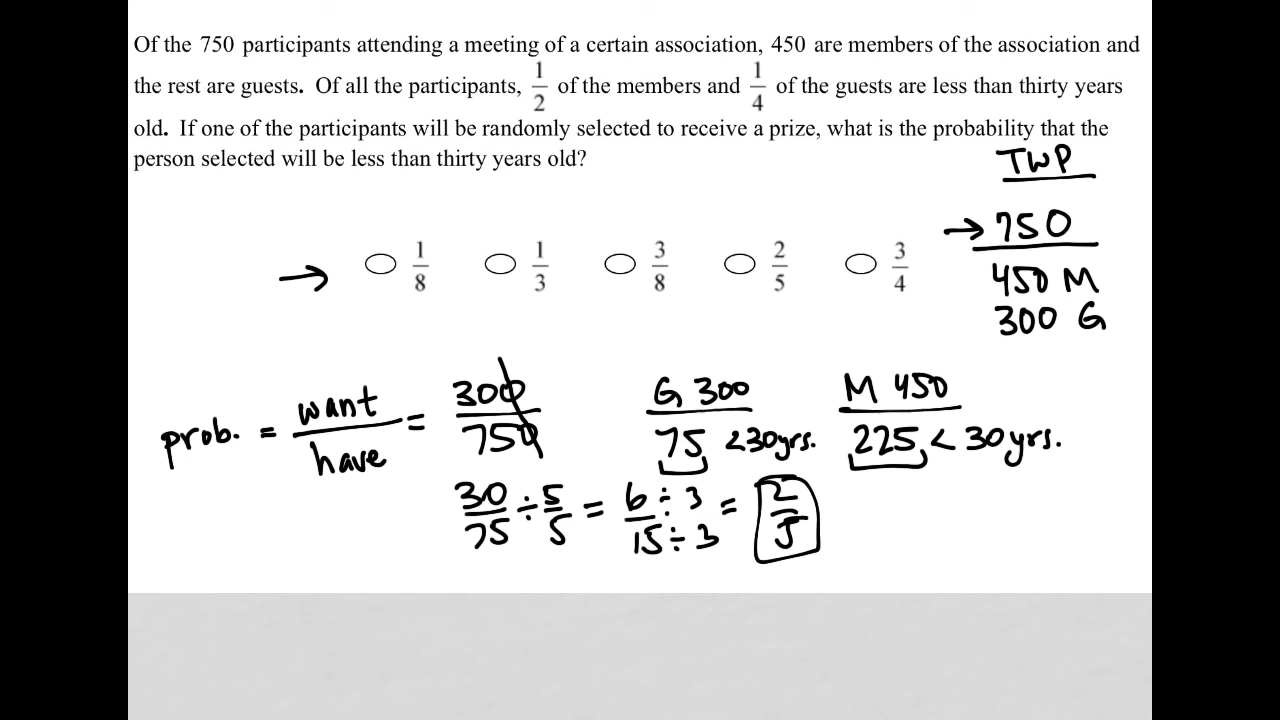 Of the 750 participants attending a meeting of a certain association, 450 are members of the association and
the rest are guests. Of all the participants, 1/2 of the members and 1/4 of the guests are less than thirty years
old. If one of the participants will be randomly selected to receive a prize, what is the probability that the
person selected will be less than thirty years old?
TWP
→ 750
→ 1/8 1/3 3/8 2/5 3/4
450 M
300 G
prob. = want/have = 300/750
G 300
75 <30yrs.
M 450
225 < 30yrs.
30/75 ÷ 5/5 = 6÷3/15÷3 = 2/5